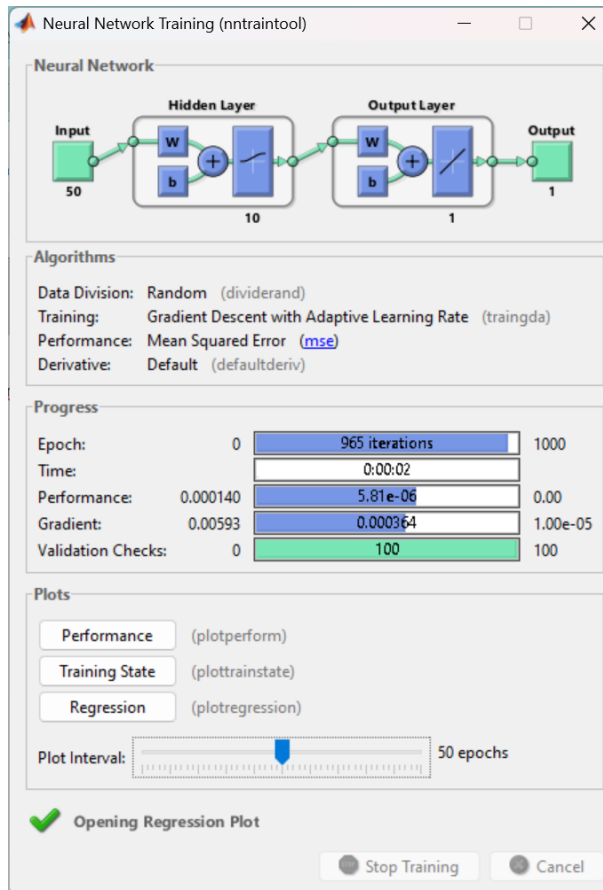 Neural Network Training (nntraintool)
Neural Network
Hidden Layer Output Layer
Input Output
W W
b b
50 1
10 1
Algorithms
Data Division: Random (dividerand)
Training: Gradient Descent with Adaptive Learning Rate (traingda)
Performance: Mean Squared Error (mse)
Derivative: Default (defaultderiv)
Progress
Epoch: 0 965 iterations 1000
Time: 0:00:02
Performance: 0.000140 5.81e-06 0.00
Gradient: 0.00593 0.000364 1.00e-05
Validation Checks: 0 100 100
Plots
Performance (plotperform)
Training State (plottrainstate)
Regression (plotregression)
Plot Interval: 50 epochs
Opening Regression Plot
Stop Training Cancel